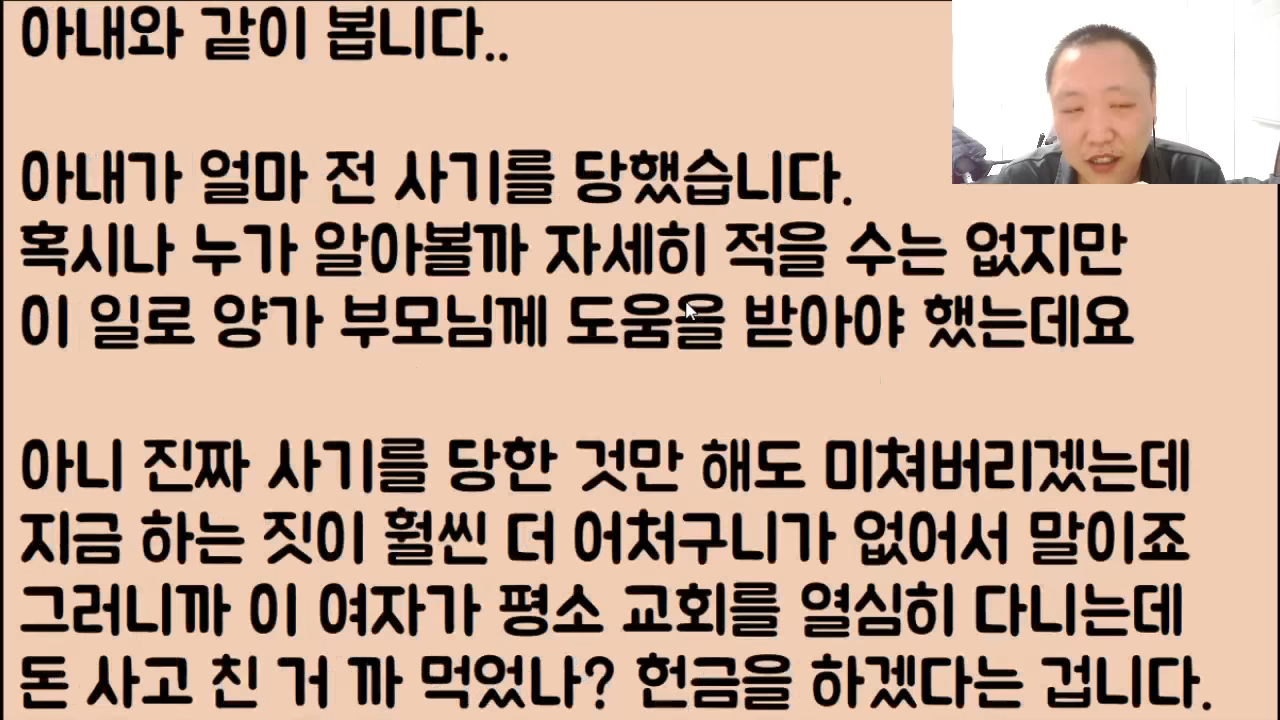 아내와 같이 봅니다..
아내가 얼마 전 사기를 당했습니다.
혹시나 누가 알아볼까 자세히 적을 수는 없지만
이 일로 양가 부모님께 도움을 받아야 했는데요
아니 진짜 사기를 당한 것만 해도 미쳐버리겠는데
지금 하는 짓이 훨씬 더 어처구니가 없어서 말이죠
그러니까 이 여자가 평소 교회를 열심히 다니는데
돈 사고 친 거 까 먹었나? 헌금을 하겠다는 겁니다.